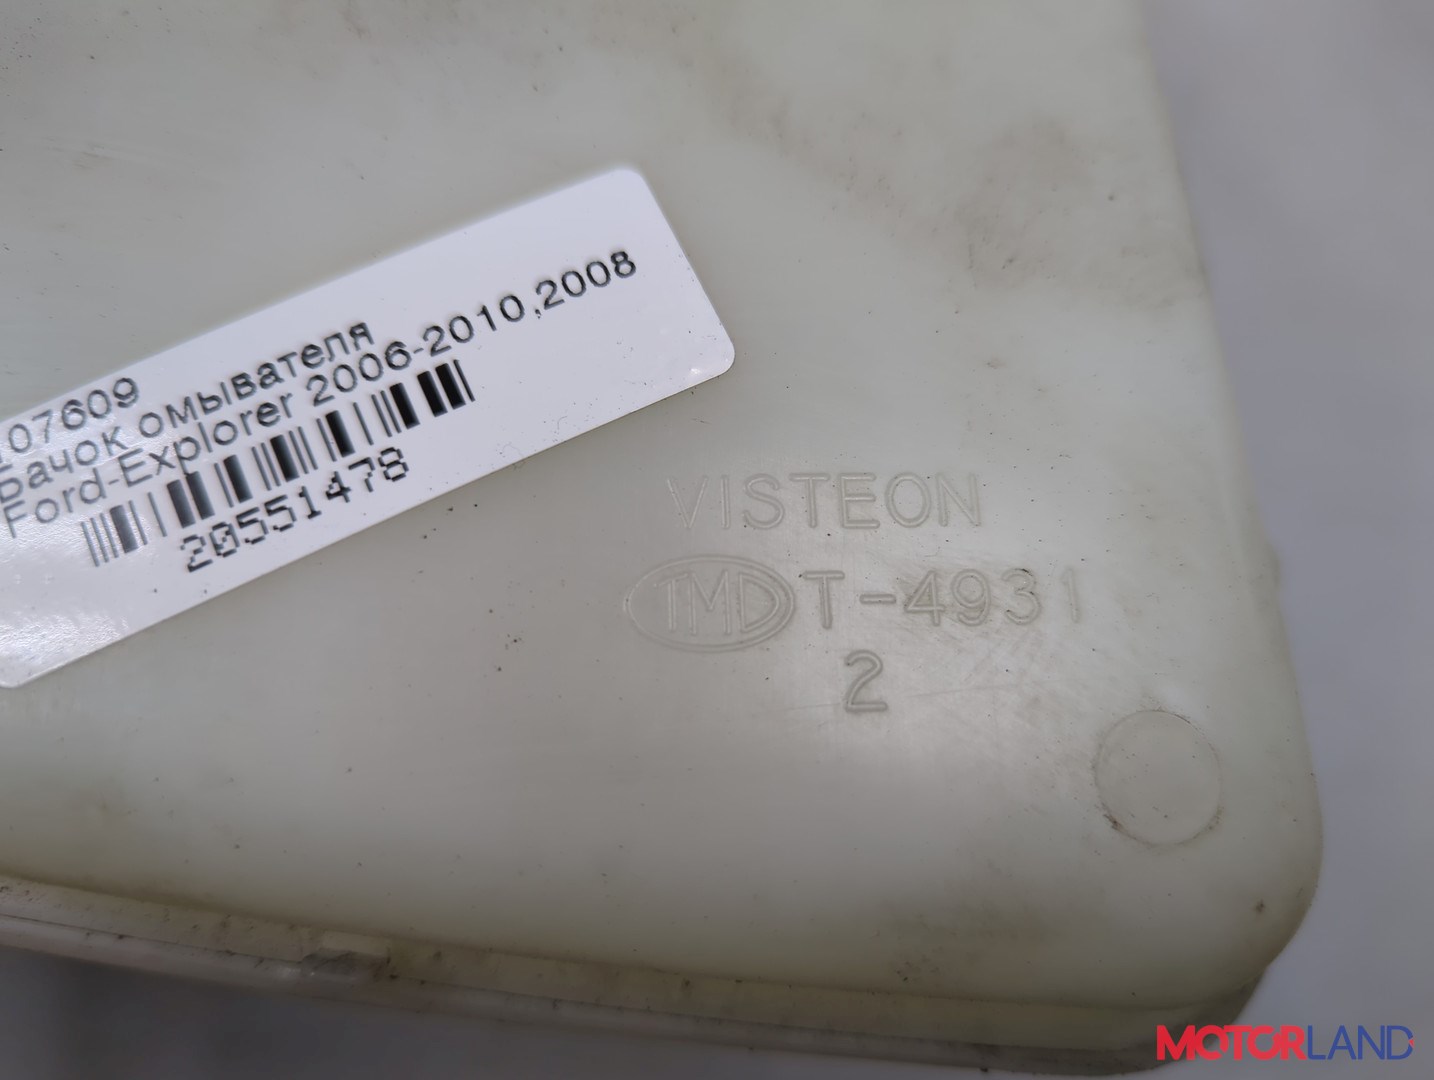 107609
Бачок омывателя
Ford-Explorer 2006-2010,2008
20551478
VISTEON
TMD T-4931
2
MOTORLAND